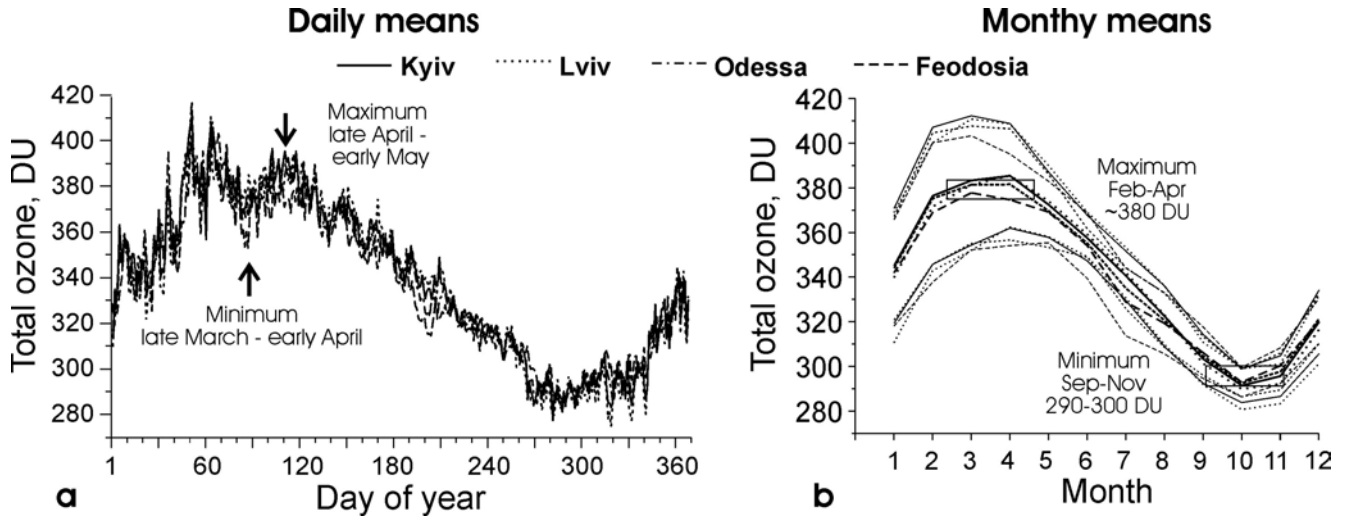 Daily means
Monthy means
Kyiv
Lviv
Odessa
Feodosia
Total ozone, DU
420
400
380
360
340
320
300
280
Maximum
late April -
early May
Minimum
late March - early April
1 60 120 180 240 300 360
a
Day of year
Total ozone, DU
420
400
380
360
340
320
300
280
Maximum
Feb-Apr
~380 DU
Minimum
Sep-Nov
290-300 DU
1 2 3 4 5 6 7 8 9 10 11 12
b
Month